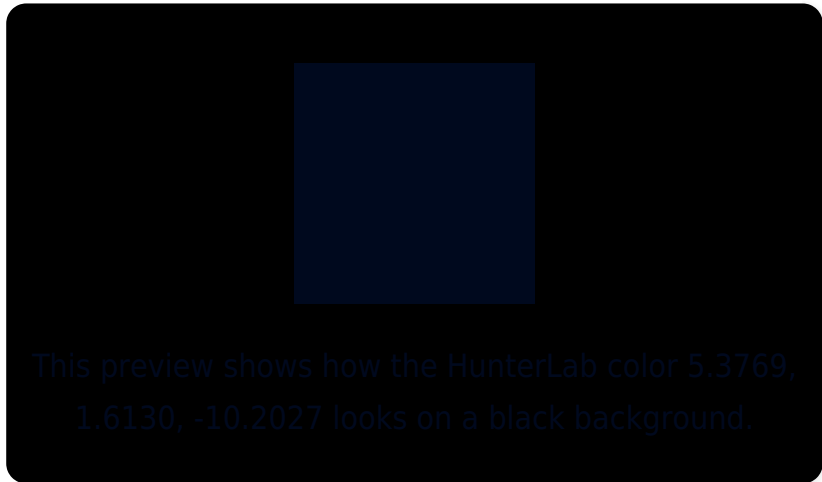 This preview shows how the HunterLab color 5.3769,
1.6130, -10.2027 looks on a black background.